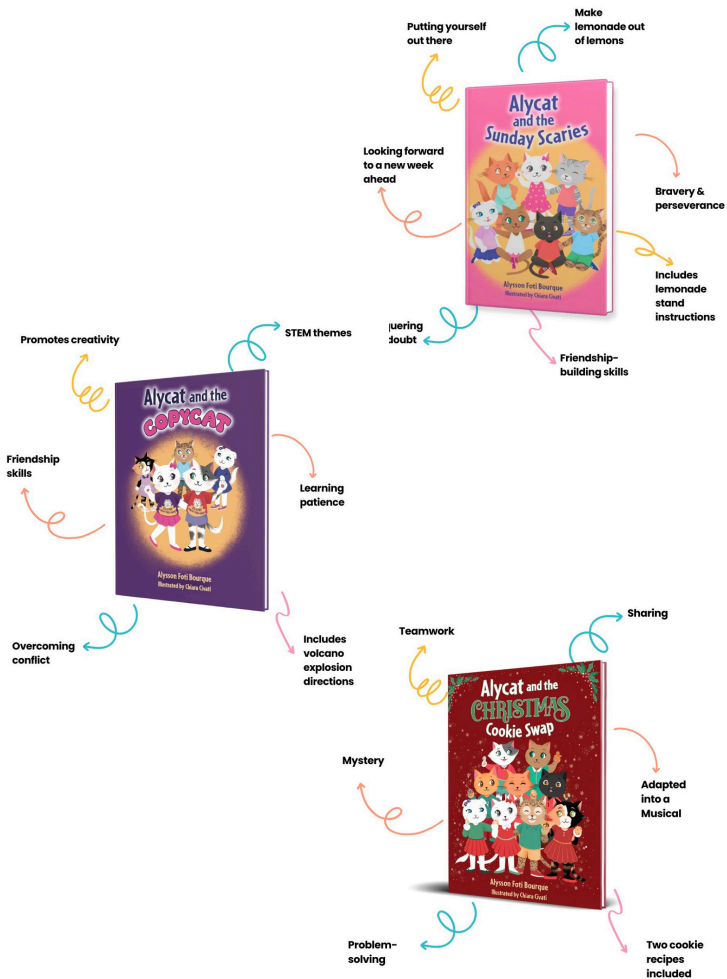 Make
lemonade out
of lemons
Putting yourself
out there
Alycat
and the
Sunday Scaries
Looking forward
to a new week
ahead
Bravery &
perseverance
Includes
lemonade
stand
instructions
Alysson Foti Bourque
Illustrated by Chiara Civati
uering
doubt
Friendship-
building skills
STEM themes
Promotes creativity
Alycat and the
COPYCAT
Friendship
skills
Learning
patience
Alysson Foti Bourque
Illustrated by Chiara Civati
Overcoming
conflict
Includes
volcano
explosion
directions
Sharing
Teamwork
Alycat and the
CHRISTMAS
Cookie Swap
Mystery
Adapted
into a
Musical
Alysson Foti Bourque
Illustrated by Chiara Civati
Problem-
solving
Two cookie
recipes
included